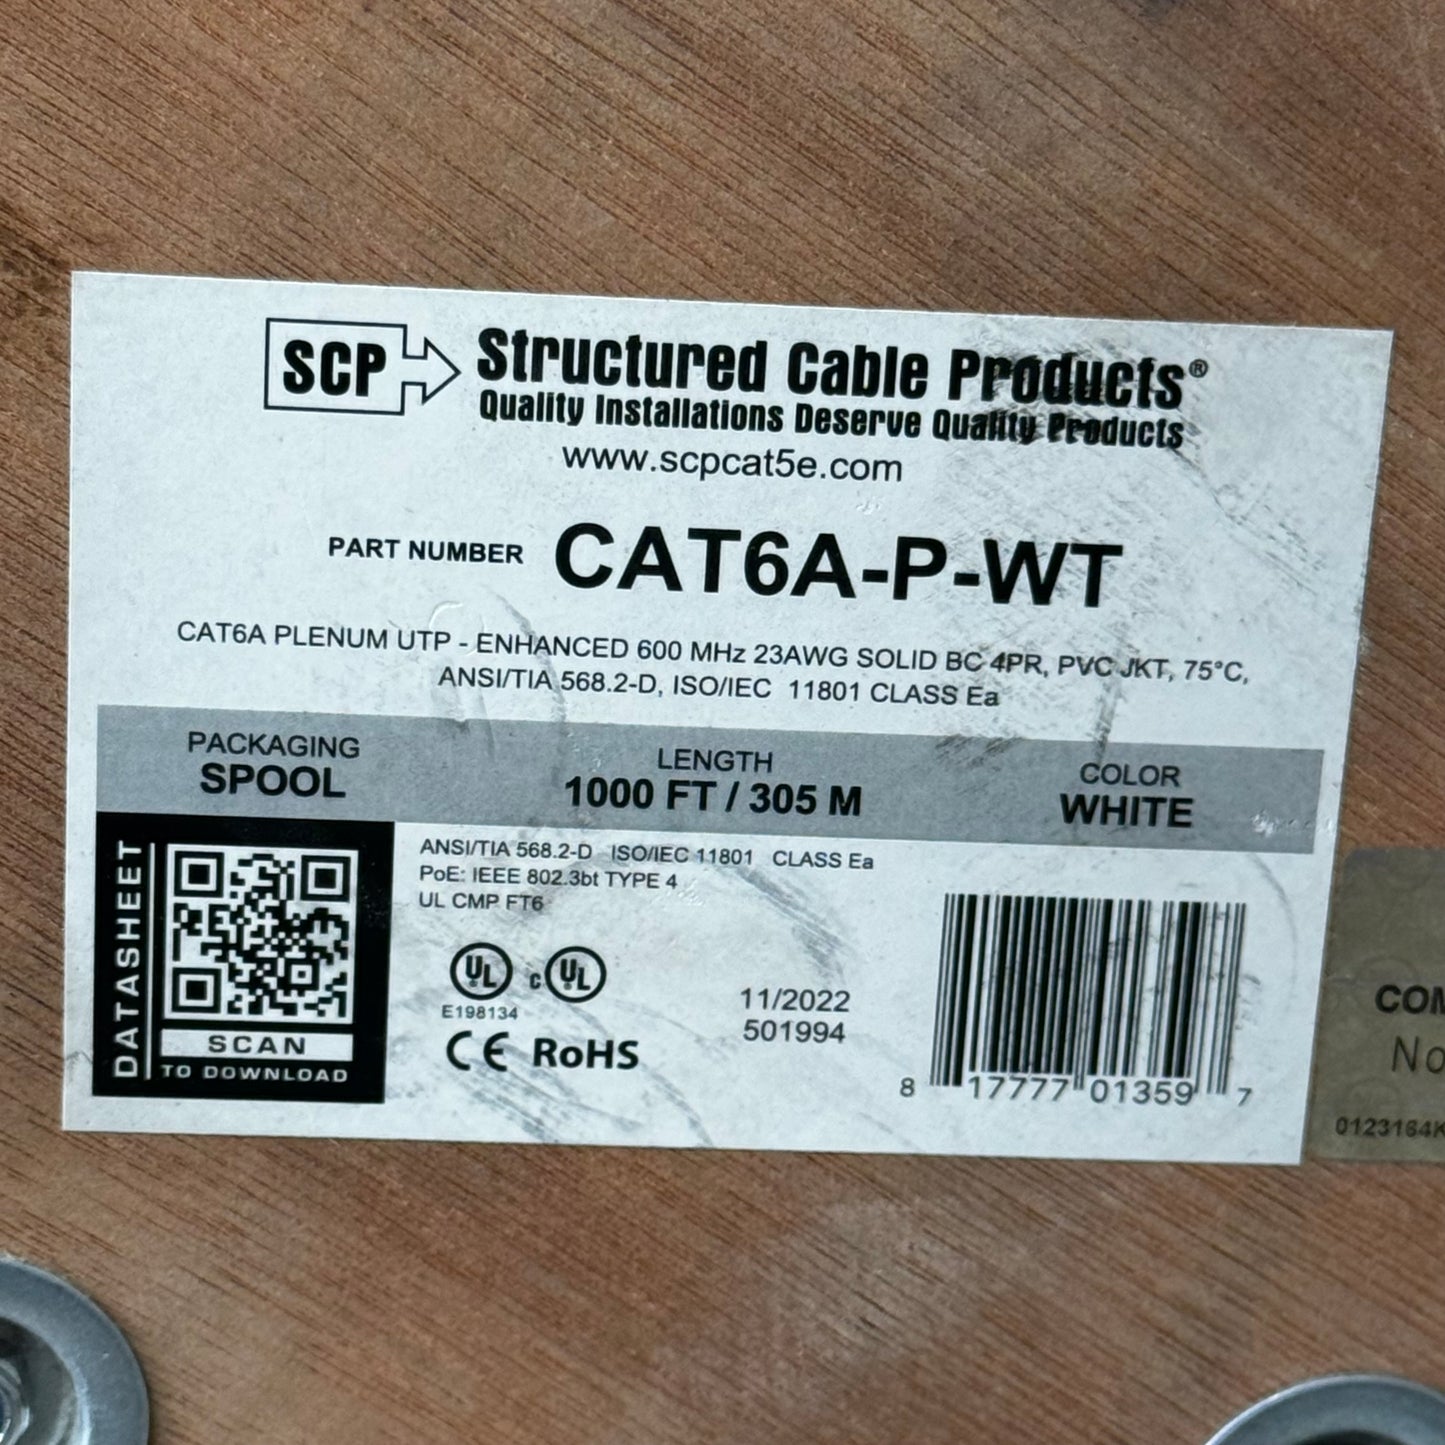 SCP Structured Cable Products®
Quality Installations Deserve Quality Products
www.scpcat5e.com
PART NUMBER CAT6A-P-WT
CAT6A PLENUM UTP - ENHANCED 600 MHz 23AWG SOLID BC 4PR, PVC JKT, 75°C,
ANSI/TIA 568.2-D, ISO/IEC 11801 CLASS Ea
PACKAGING
SPOOL
LENGTH
1000 FT / 305 M
COLOR
WHITE
DATASHEET
SCAN
TO DOWNLOAD
ANSI/TIA 568.2-D ISO/IEC 11801 CLASS Ea
PoE: IEEE 802.3bt TYPE 4
UL CMP FT6
UL c UL
E198134
CE RoHS
11/2022
501994
8 17777 01359 7
COM
No
0123164K